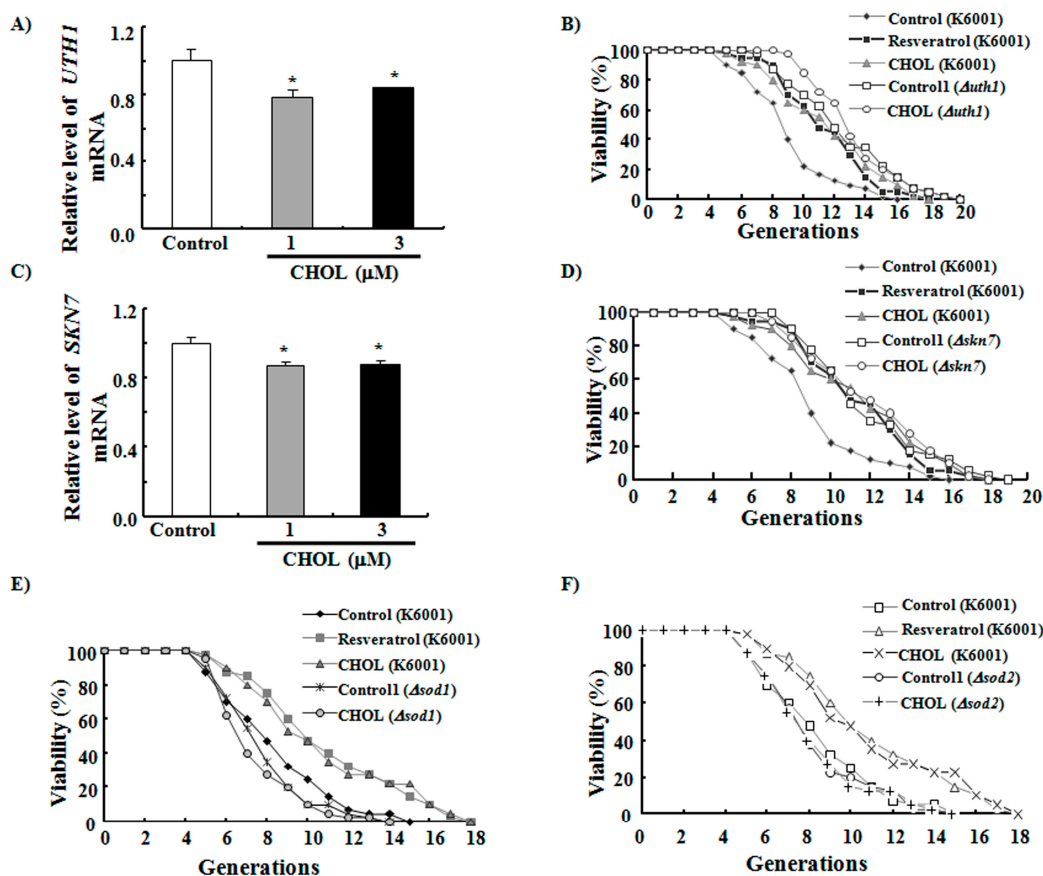 A)
Relative level of UTH1
mRNA
1.2
0.8
0.4
0.0
*
*
Control
1
3
CHOL (μM)
B)
Control (K6001)
Resveratrol (K6001)
CHOL (K6001)
Control1 (Δuth1)
CHOL (Δuth1)
Viability (%)
100
80
60
40
20
0
0 2 4 6 8 10 12 14 16 18 20
Generations
C)
Relative level of SKN7
mRNA
1.2
0.8
0.4
0.0
*
*
Control
1
3
CHOL (μM)
D)
Control (K6001)
Resveratrol (K6001)
CHOL (K6001)
Control1 (Δskn7)
CHOL (Δskn7)
Viability (%)
100
80
60
40
20
0
0 2 4 6 8 10 12 14 16 18 20
Generations
E)
Control (K6001)
Resveratrol (K6001)
CHOL (K6001)
Control1 (Δsod1)
CHOL (Δsod1)
Viability (%)
100
80
60
40
20
0
0 2 4 6 8 10 12 14 16 18
Generations
F)
Control (K6001)
Resveratrol (K6001)
CHOL (K6001)
Control1 (Δsod2)
CHOL (Δsod2)
Viability (%)
100
80
60
40
20
0
0 2 4 6 8 10 12 14 16 18
Generations